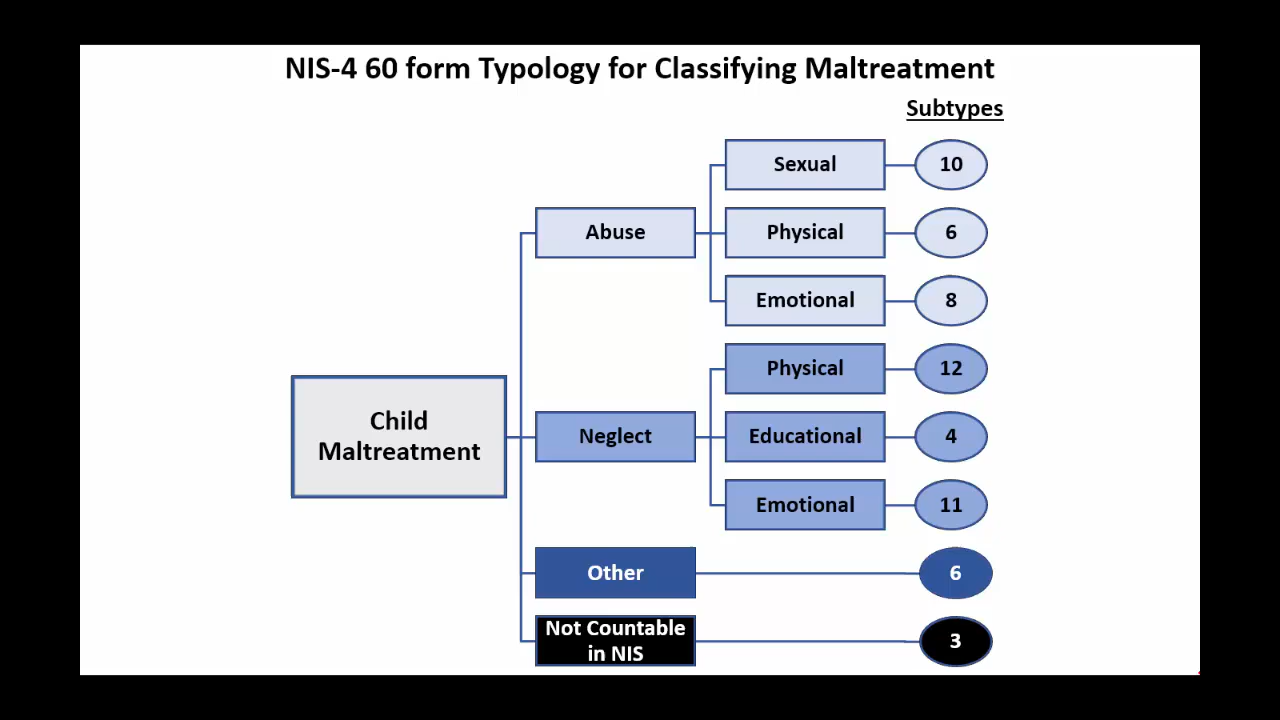 NIS-4 60 form Typology for Classifying Maltreatment
Subtypes
Sexual
10
Abuse
Physical
6
Emotional
8
Physical
12
Child
Maltreatment
Neglect
Educational
4
Emotional
11
Other
6
Not Countable
in NIS
3